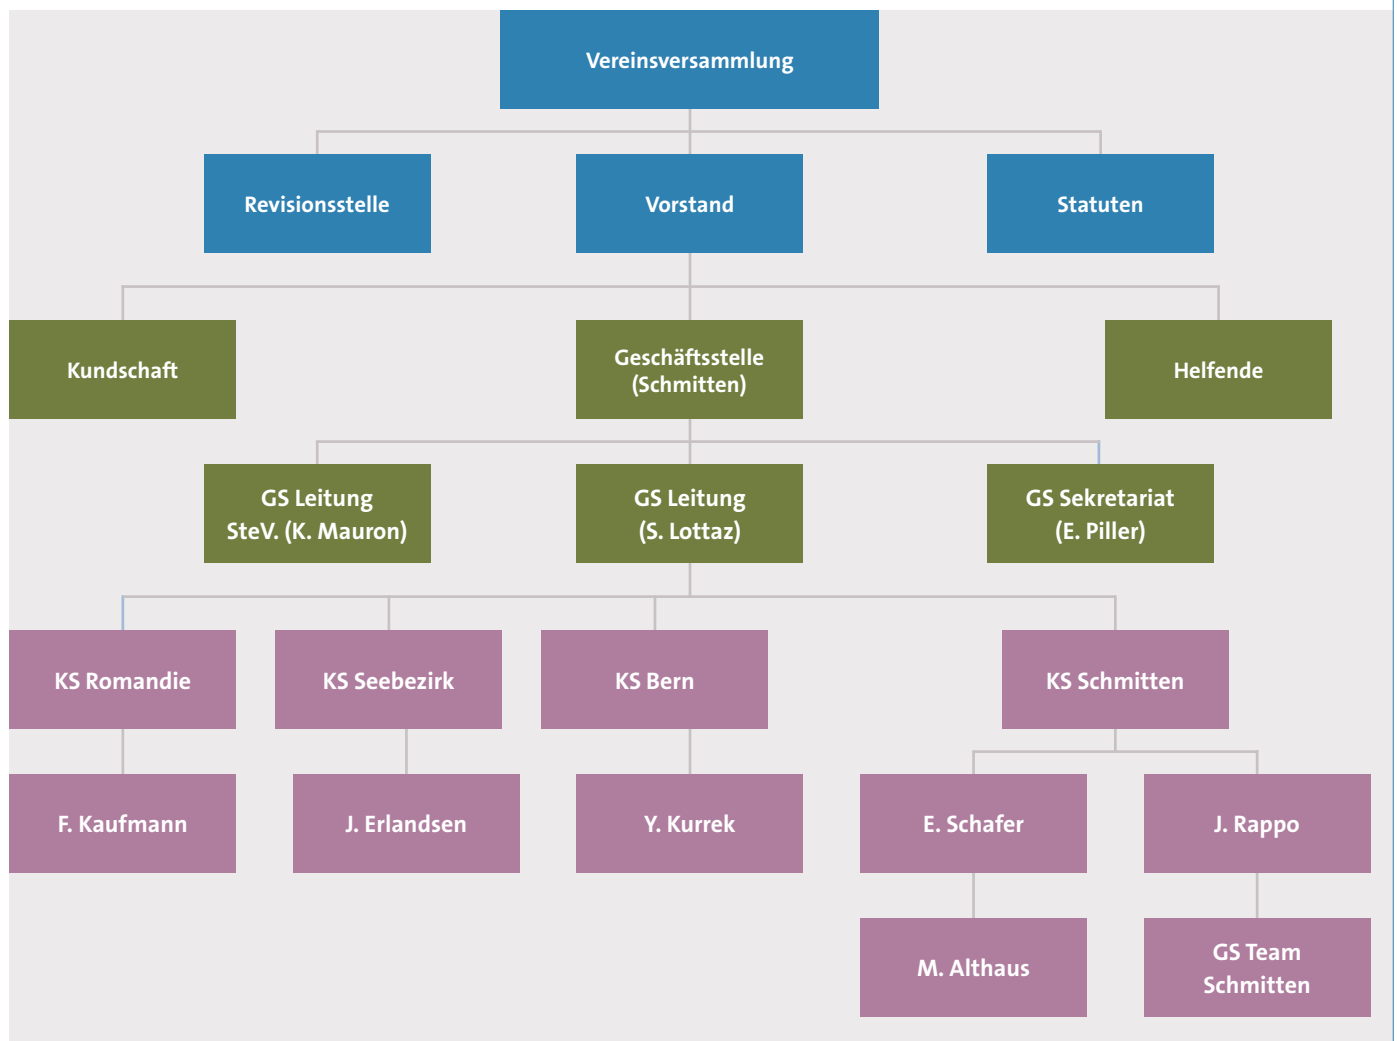 Vereinsversammlung
Revisionsstelle
Vorstand
Statuten
Kundschaft
Geschäftsstelle
(Schmitten)
Helfende
GS Leitung
SteV. (K. Mauron)
GS Leitung
(S. Lottaz)
GS Sekretariat
(E. Piller)
KS Romandie
KS Seebezirk
KS Bern
KS Schmitten
F. Kaufmann
J. Erlandsen
Y. Kurrek
E. Schafer
J. Rappo
M. Althaus
GS Team
Schmitten